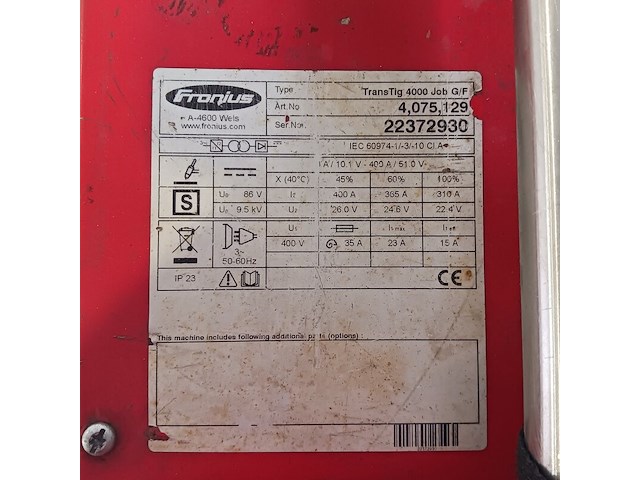 Fronius
Type TransTig 4000 Job G/F
Art.No 4,075,129
A-4600 Wels
www.fronius.com
Ser.No. 22372930
IEC 60974-1/-3/-10 Cl.A
A / 10.1 V - 400 A / 51.0 V
X (40°C) 45% 60% 100%
U0 86 V I2 400 A 365 A 310 A
S
Up 9.5 kV U2 26.0 V 24.6 V 22.4 V
U1 I1max I1eff
3~
50-60Hz
400 V 35 A 23 A 15 A
IP 23
CE
This machine includes following additional parts (options) :